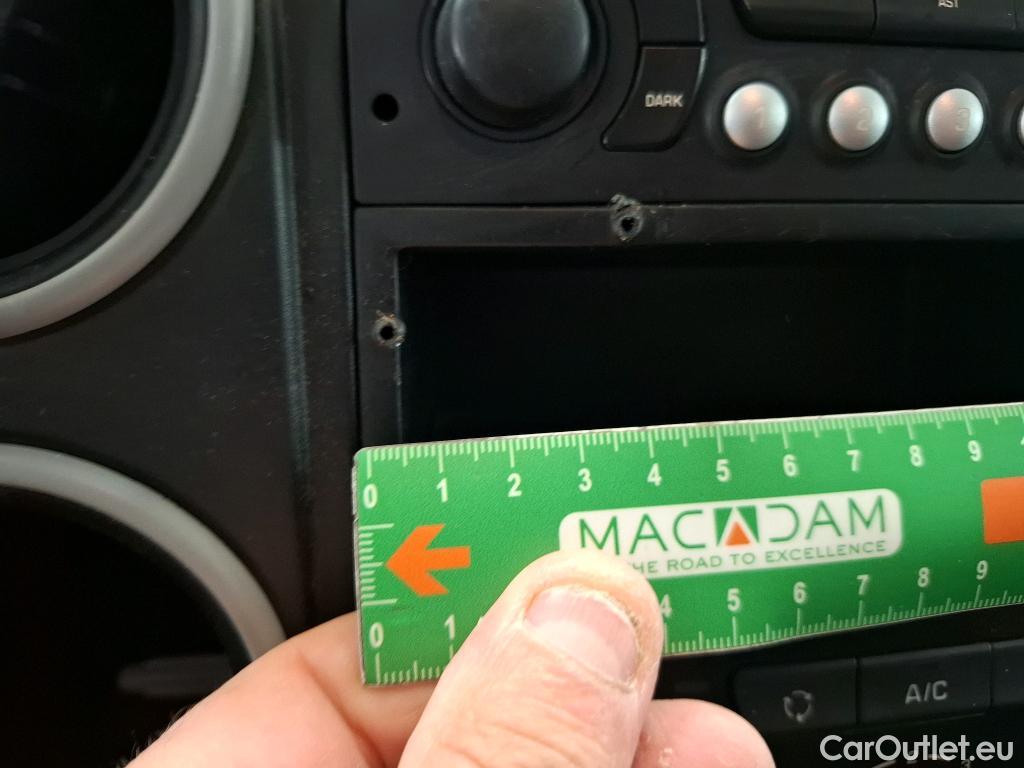 AST
DARK
1 2 3
0 1 2 3 4 5 6 7 8 9
MACADAM
HE ROAD TO EXCELLENCE
0 1 4 5 6 7 8 9
A/C
CarOutlet.eu